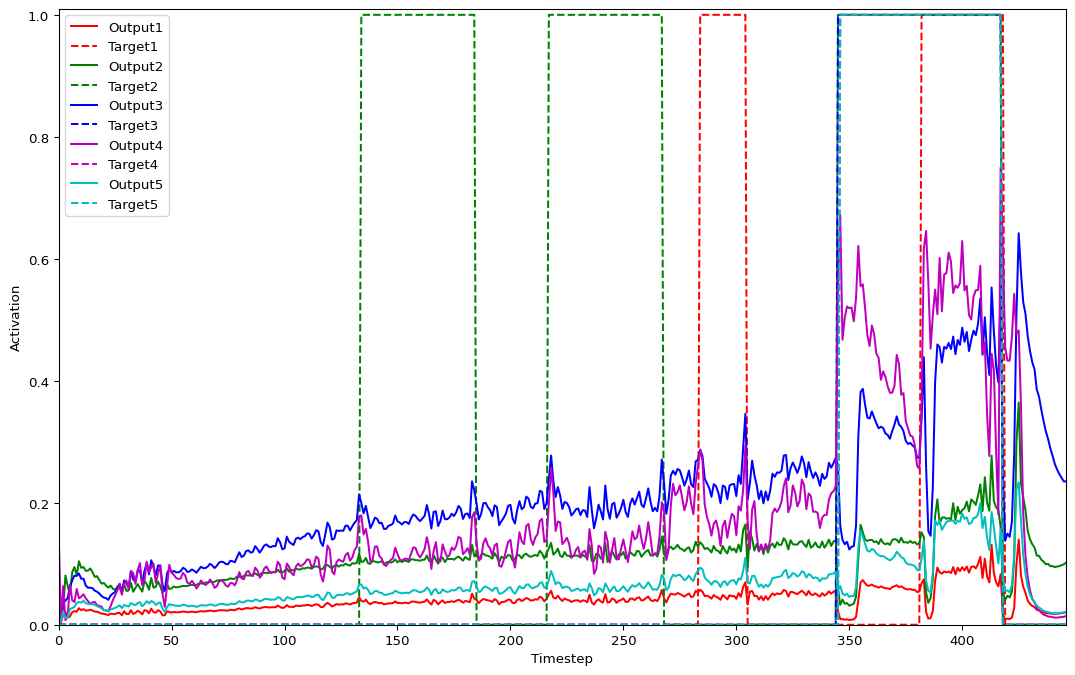 1.0
0.8
0.6
0.4
0.2
0.0
Activation
Output1
Target1
Output2
Target2
Output3
Target3
Output4
Target4
Output5
Target5
0 50 100 150 200 250 300 350 400
Timestep